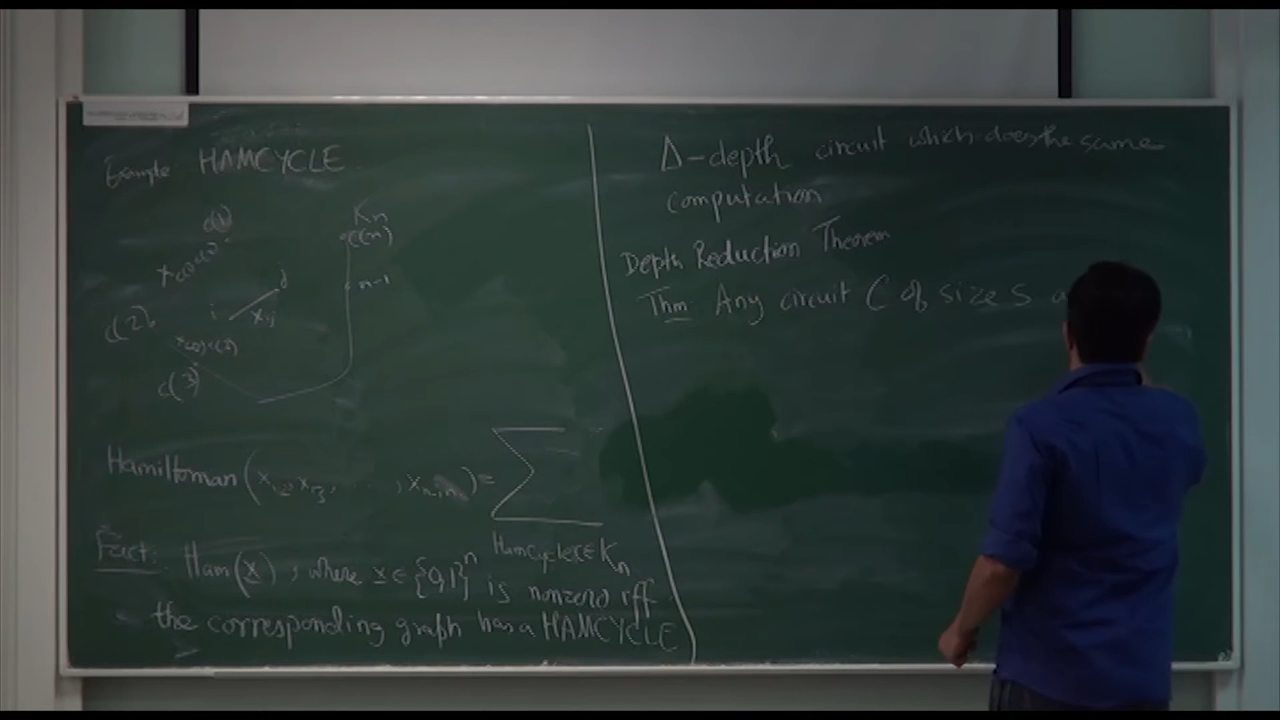 Example HAMCYCLE
Kn
c(1)
c(n)
n-1
j
i
xij
c(2)
c(3)
Hamiltonian (x12, x13, . . . , xn-1n) = Σ
Hamcycles ∈ Kn
Fact: Ham(x), where x ∈ {0,1}^n is nonzero iff
the corresponding graph has a HAMCYCLE
Δ-depth circuit which does the same
computation
Depth Reduction Theorem
Thm Any circuit C of size S